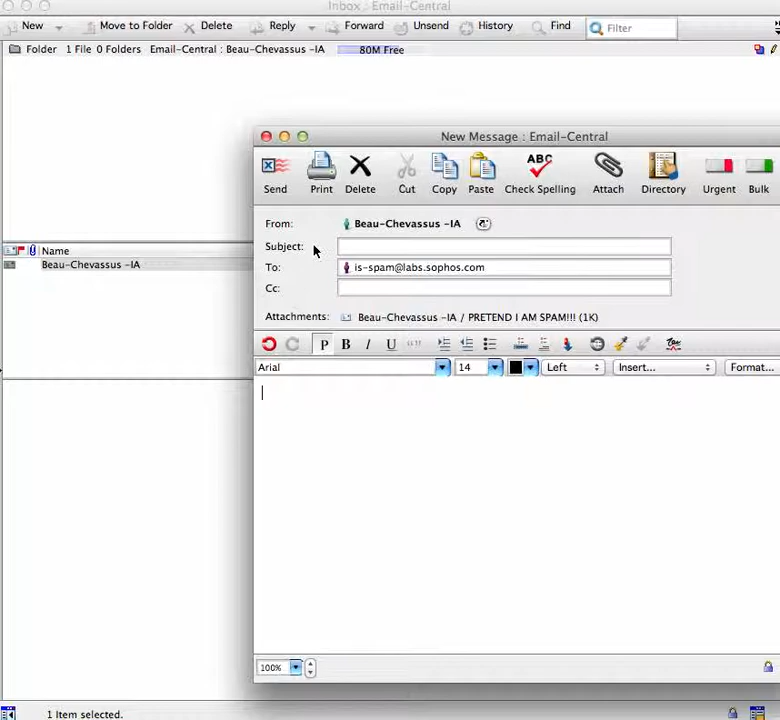 Inbox : Email-Central
New Move to Folder Delete Reply Forward Unsend History Find Filter
Folder 1 File 0 Folders Email-Central : Beau-Chevassus -IA 80M Free
New Message : Email-Central
Send Print Delete Cut Copy Paste ABC Check Spelling Attach Directory Urgent Bulk
From: Beau-Chevassus -IA
Subject:
Name
Beau-Chevassus -IA
To: is-spam@labs.sophos.com
Cc:
Attachments: Beau-Chevassus -IA / PRETEND I AM SPAM!!! (1K)
P B I U
Arial 14 Left Insert... Format...
100%
1 Item selected.